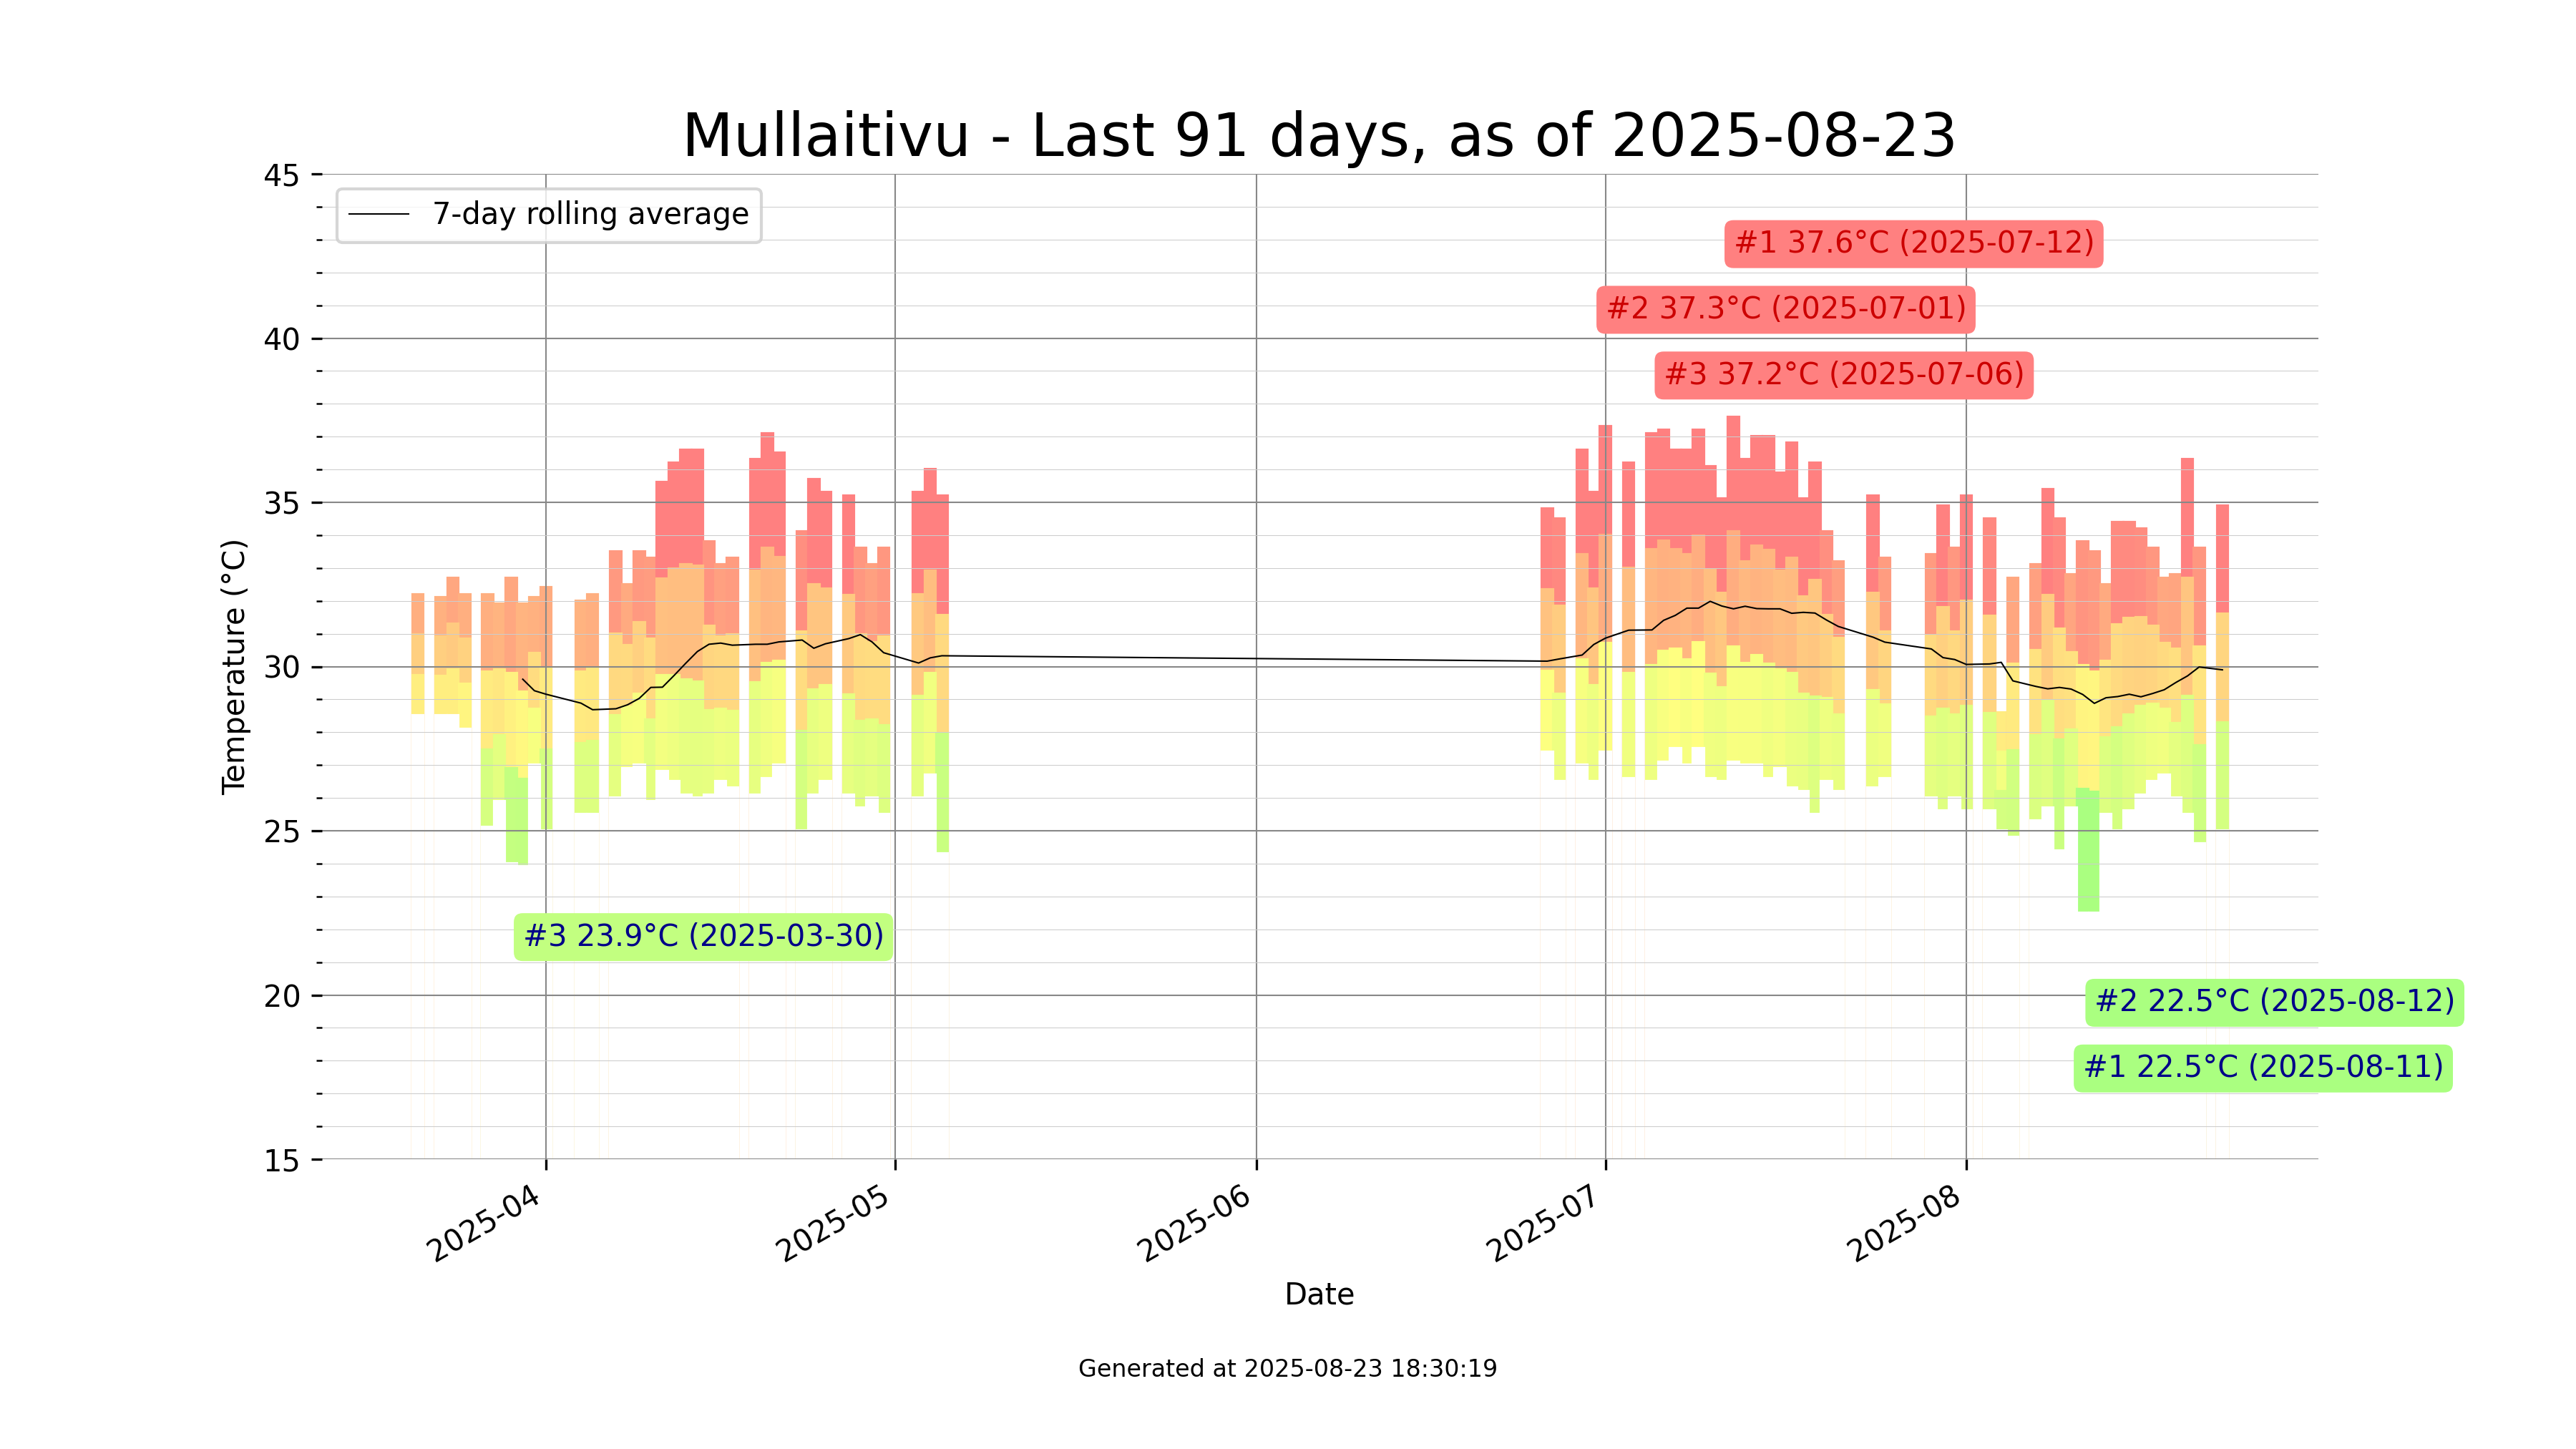 Mullaitivu - Last 91 days, as of 2025-08-23
7-day rolling average
#1 37.6°C (2025-07-12)
#2 37.3°C (2025-07-01)
#3 37.2°C (2025-07-06)
#3 23.9°C (2025-03-30)
#2 22.5°C (2025-08-12)
#1 22.5°C (2025-08-11)
Temperature (°C)
45
40
35
30
25
20
15
2025-04
2025-05
2025-06
2025-07
2025-08
Date
Generated at 2025-08-23 18:30:19